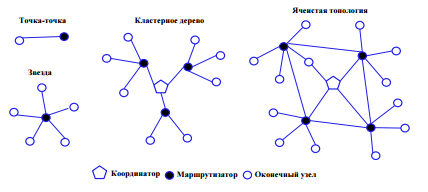 Точка-точка
Кластерное дерево
Ячеистая топология
Звезда
Координатор Маршрутизатор Оконечный узел